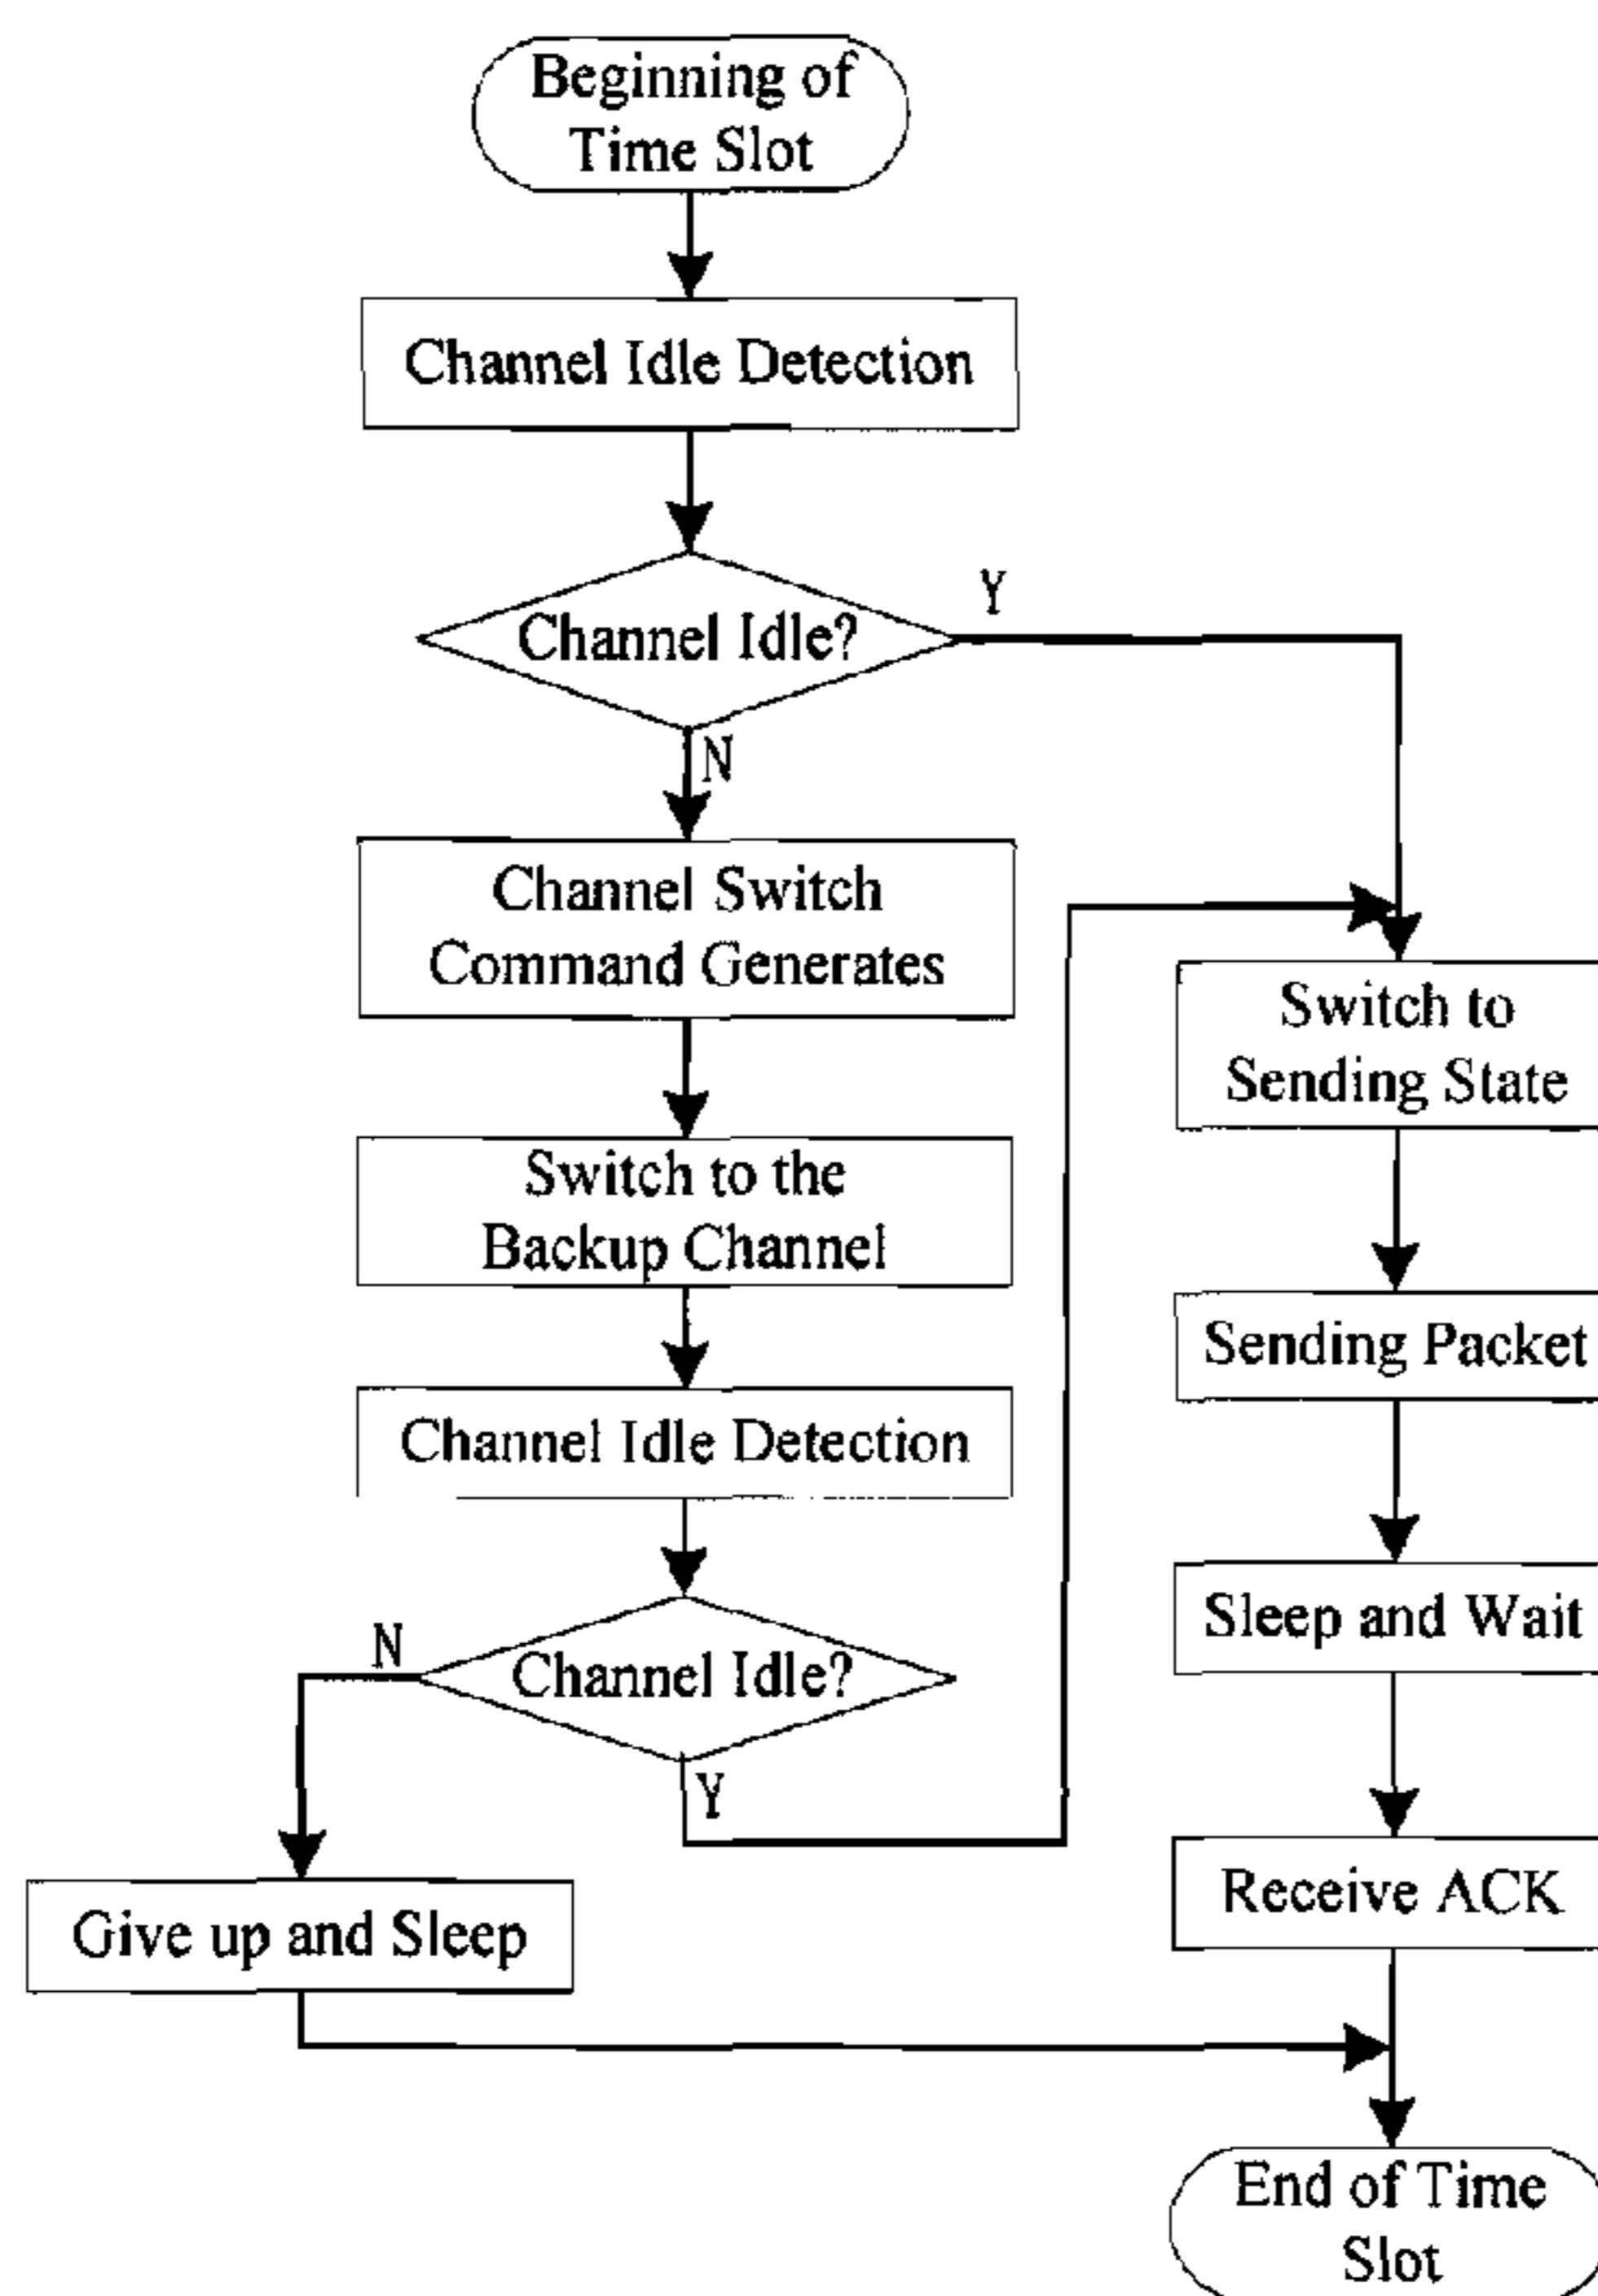 Beginning of
Time Slot
Channel Idle Detection
Channel Idle?
Y
N
Channel Switch
Command Generates
Switch to the
Backup Channel
Channel Idle Detection
Channel Idle?
N
Y
Give up and Sleep
Switch to
Sending State
Sending Packet
Sleep and Wait
Receive ACK
End of Time
Slot